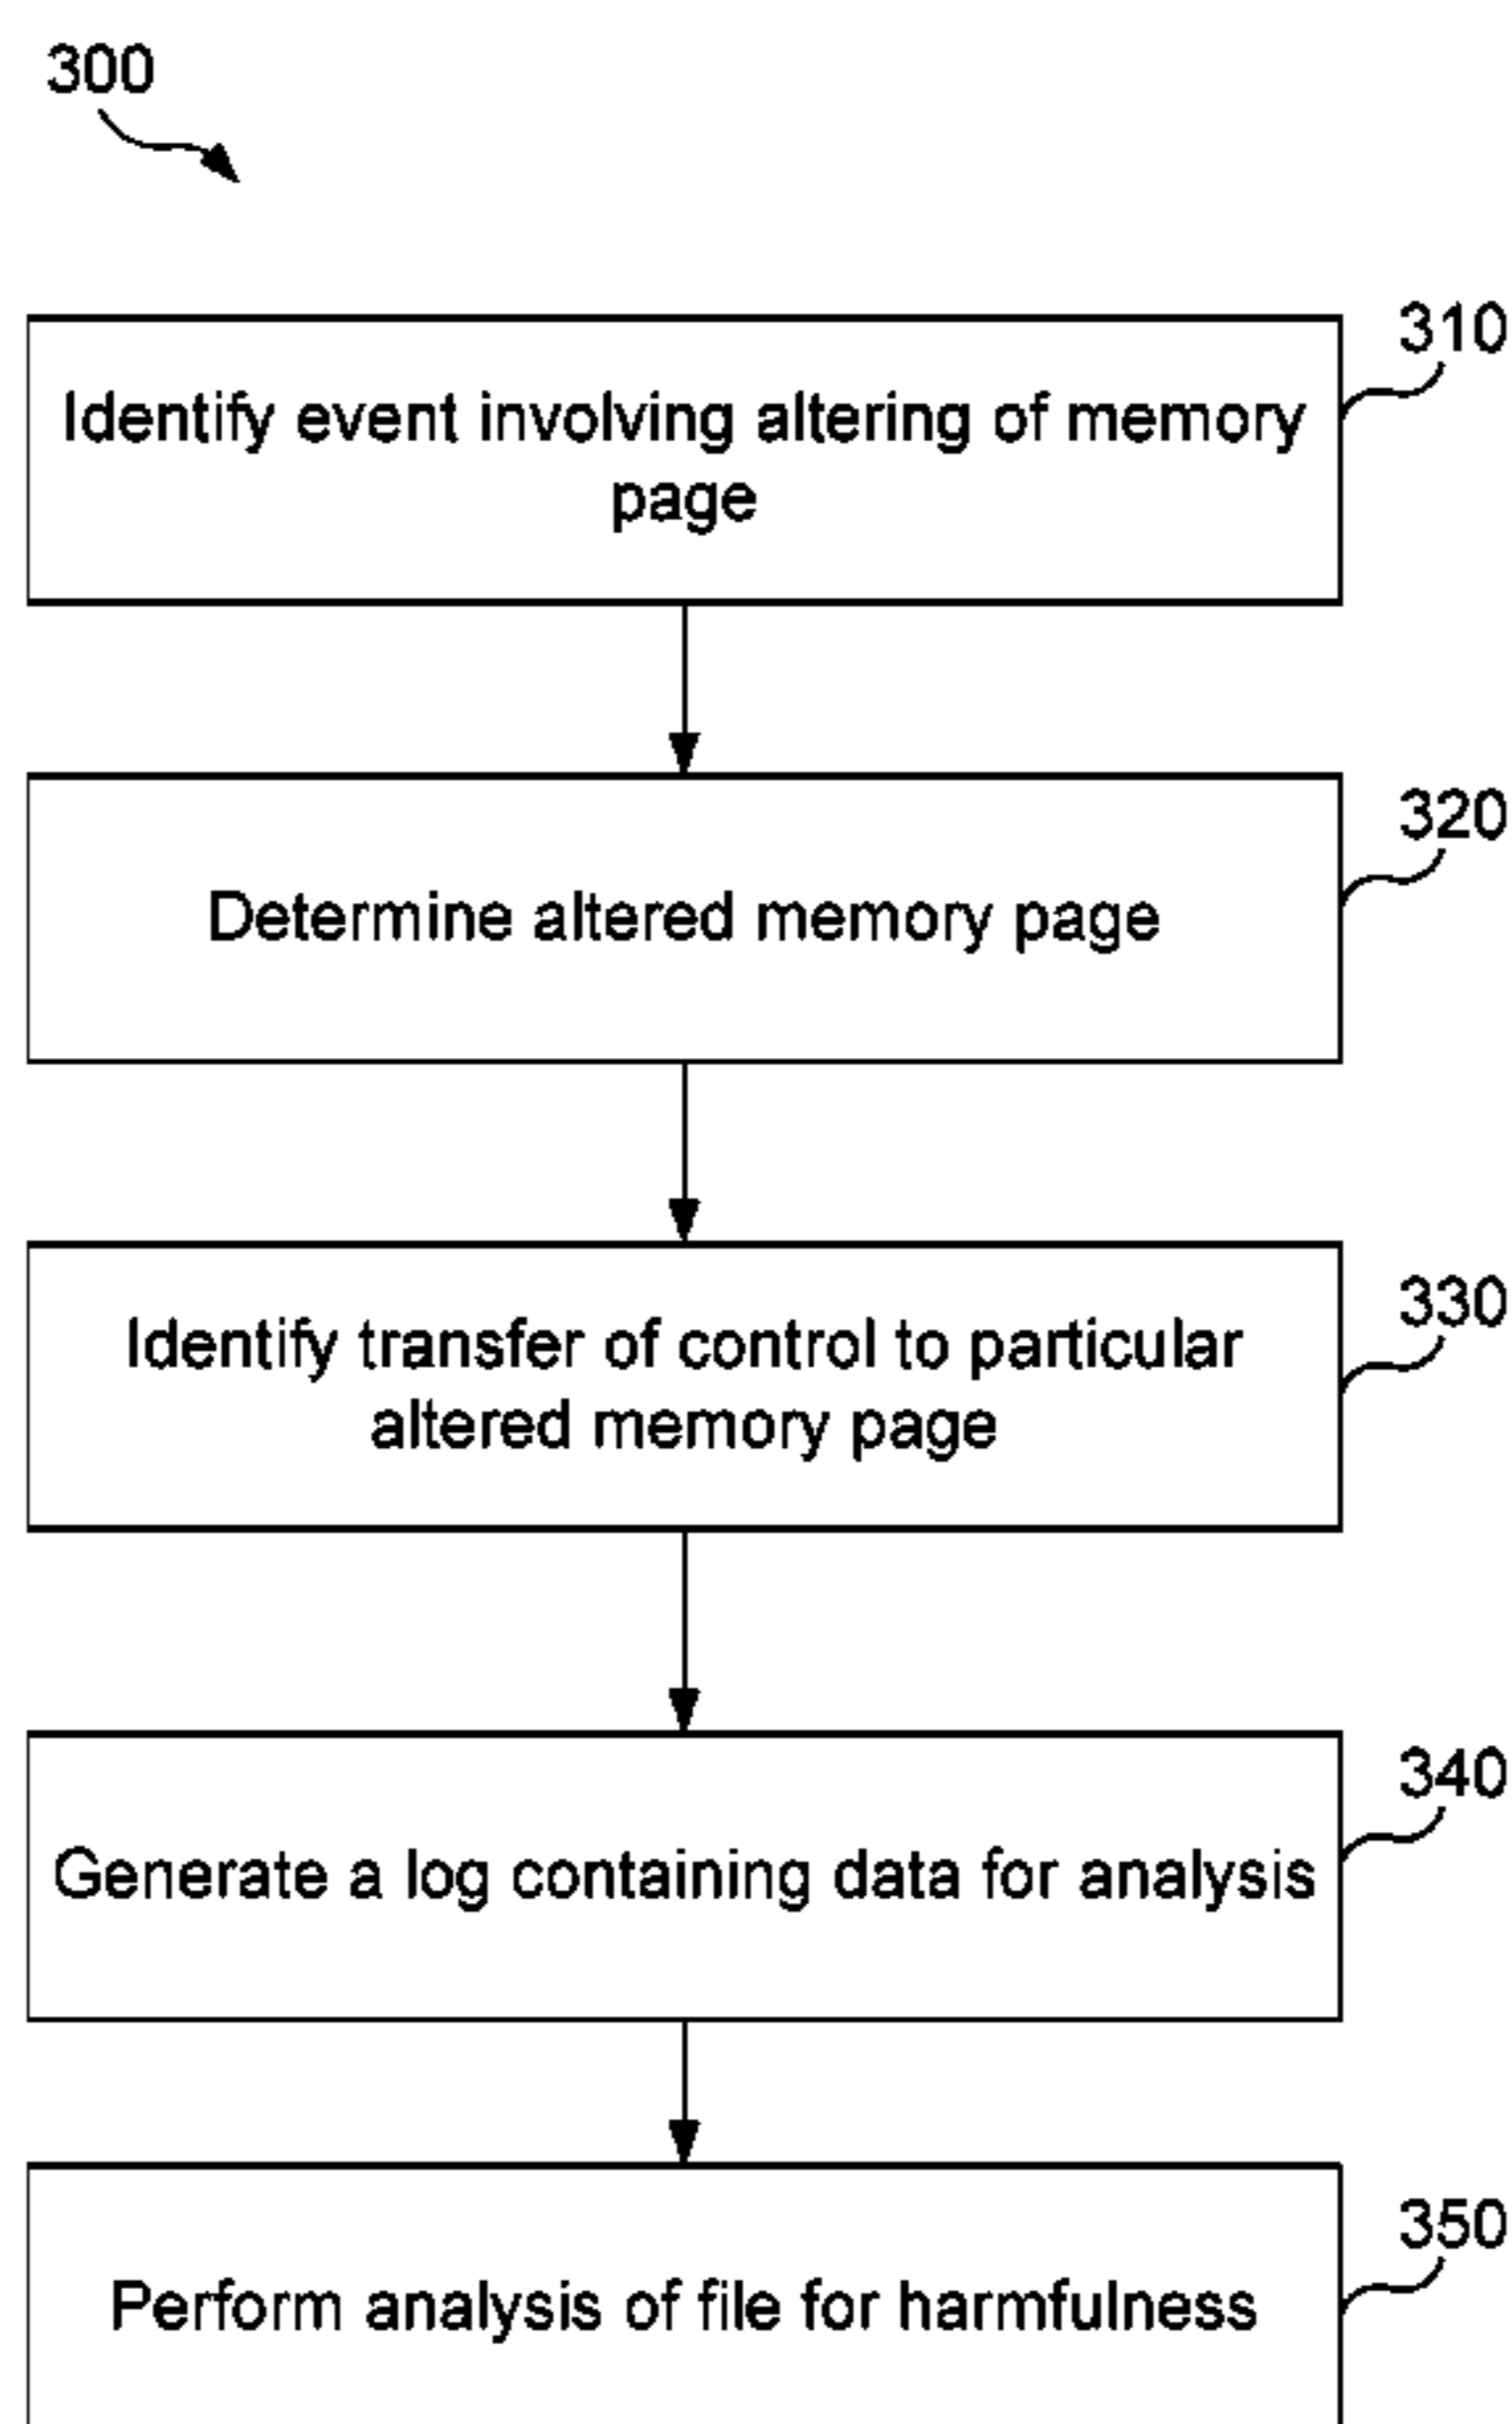 300
310
Identify event involving altering of memory
page
320
Determine altered memory page
330
Identify transfer of control to particular
altered memory page
340
Generate a log containing data for analysis
350
Perform analysis of file for harmfulness